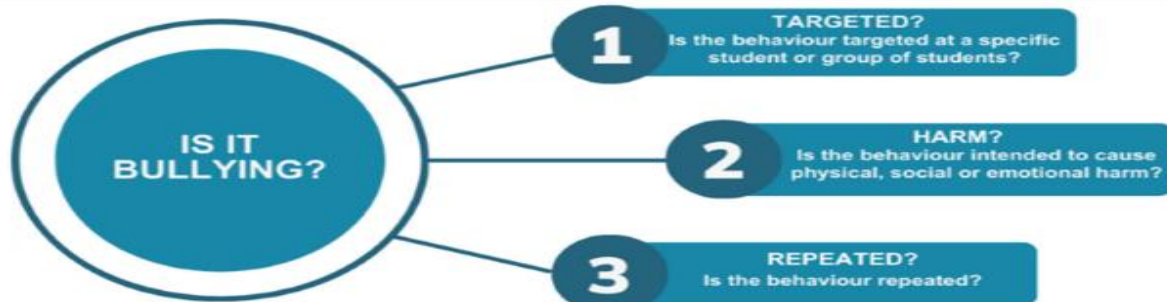 IS IT
BULLYING?
1
TARGETED?
Is the behaviour targeted at a specific
student or group of students?
2
HARM?
Is the behaviour intended to cause
physical, social or emotional harm?
3
REPEATED?
Is the behaviour repeated?